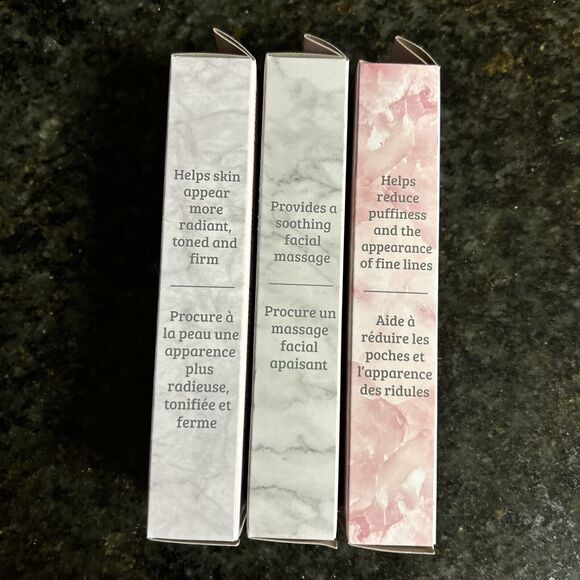 Helps skin
appear
more
radiant,
toned and
firm
Procure à
la peau une
apparence
plus
radieuse,
tonifiée et
ferme
Provides a
soothing
facial
massage
Procure un
massage
facial
apaisant
Helps
reduce
puffiness
and the
appearance
of fine lines
Aide à
réduire les
poches et
l'apparence
des ridules